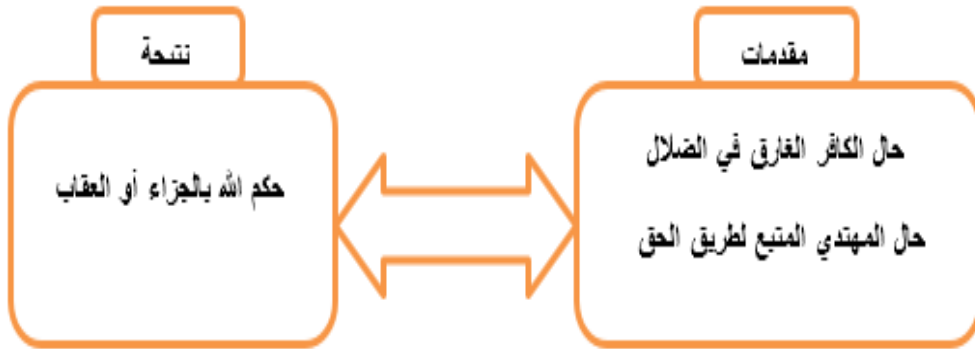 مقدمات
حال الكافر الغارق في الضلال
حال المهتدي المتبع لطريق الحق
نتيجة
حكم الله بالجزاء أو العقاب